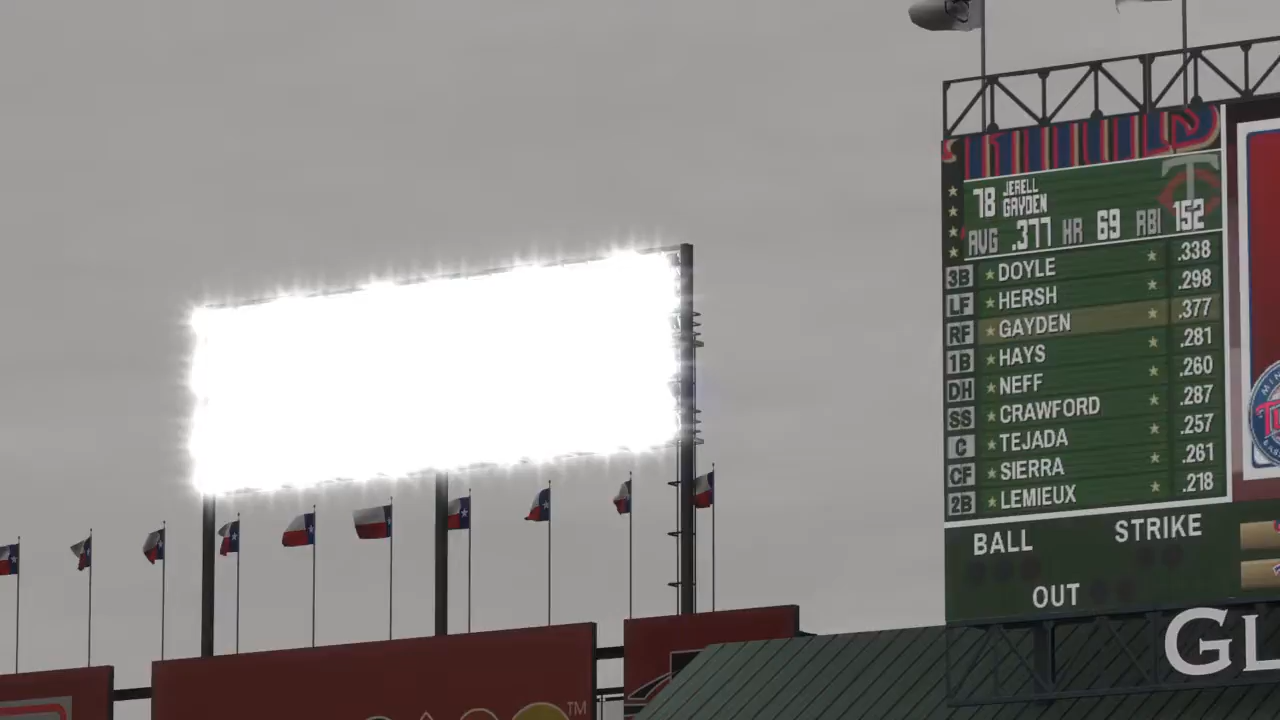 78 JERELL
GAYDEN
AVG .377 HR 69 RBI 152
3B DOYLE .338
LF HERSH .298
RF GAYDEN .377
1B HAYS .281
DH NEFF .260
SS CRAWFORD .287
C TEJADA .257
CF SIERRA .261
2B LEMIEUX .218
BALL STRIKE
OUT
GL
TM